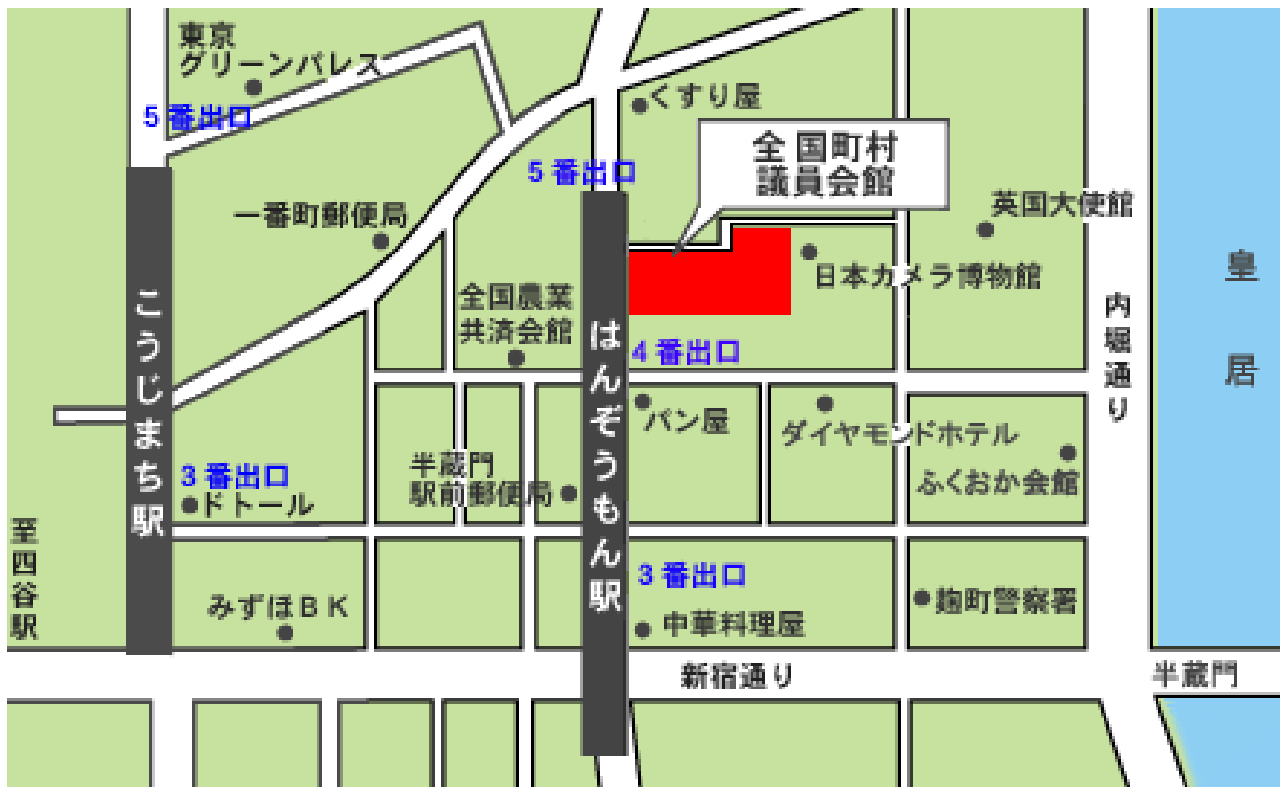 東京
グリーンパレス
5番出口
くすり屋
全国町村
議員会館
5番出口
一番町郵便局
英国大使館
日本カメラ博物館
皇居
内堀通り
全国農業
共済会館
こうじまち駅
はんぞうもん駅
4番出口
パン屋
ダイヤモンドホテル
ふくおか会館
半蔵門
駅前郵便局
3番出口
ドトール
至四谷駅
3番出口
みずほBK
中華料理屋
麹町警察署
新宿通り
半蔵門